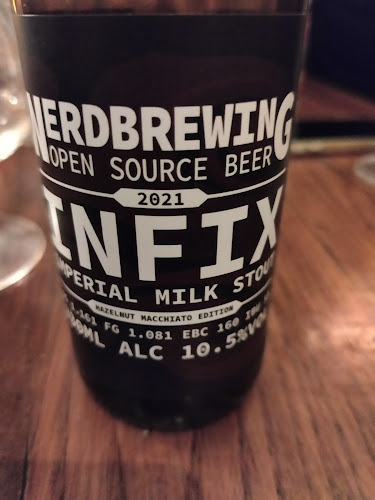 NERDBREWING
OPEN SOURCE BEER
2021
INFIX
IMPERIAL MILK STOUT
HAZELNUT MACCHIATO EDITION
1.161 FG 1.081 EBC 160 IBU
ALC 10.5%VOL